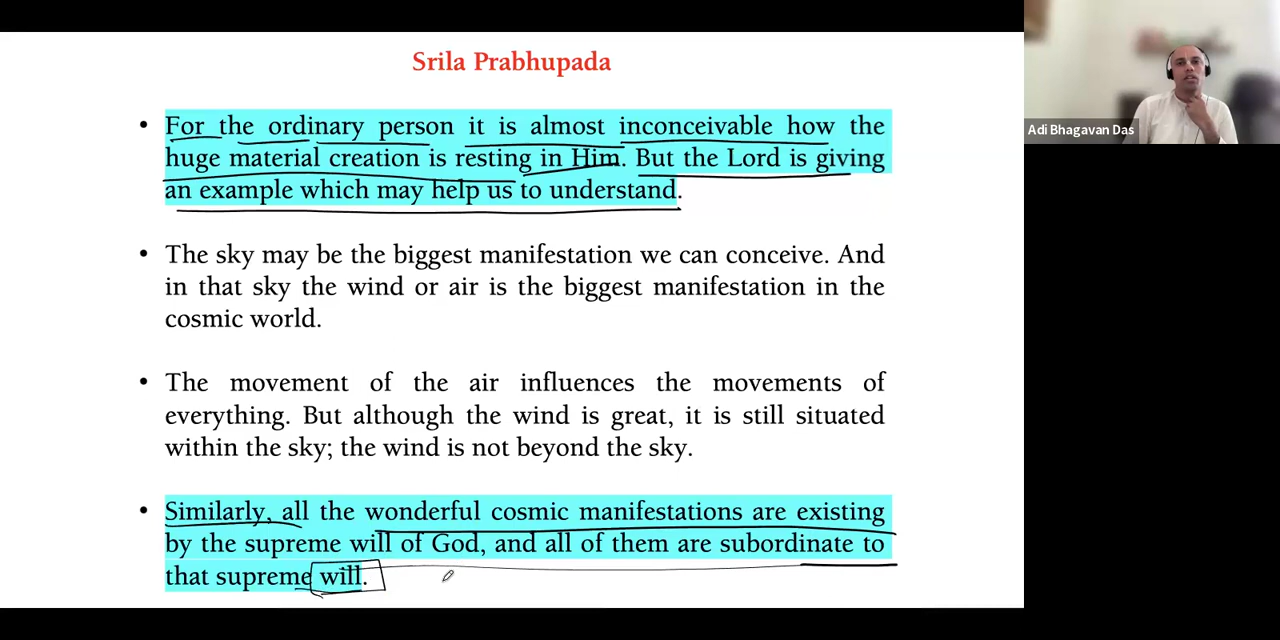 Srila Prabhupada
• For the ordinary person it is almost inconceivable how the
huge material creation is resting in Him. But the Lord is giving
an example which may help us to understand.
• The sky may be the biggest manifestation we can conceive. And
in that sky the wind or air is the biggest manifestation in the
cosmic world.
• The movement of the air influences the movements of
everything. But although the wind is great, it is still situated
within the sky; the wind is not beyond the sky.
• Similarly, all the wonderful cosmic manifestations are existing
by the supreme will of God, and all of them are subordinate to
that supreme will.
Adi Bhagavan Das